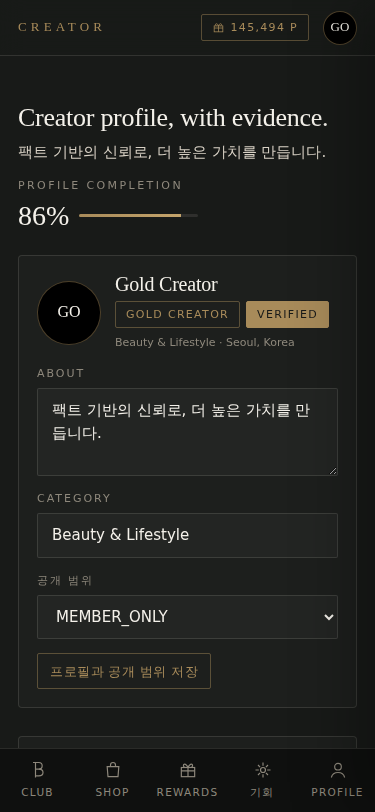 CREATOR
145,494 P
GO
Creator profile, with evidence.
팩트 기반의 신뢰로, 더 높은 가치를 만듭니다.
PROFILE COMPLETION
86%
GO
Gold Creator
GOLD CREATOR
VERIFIED
Beauty & Lifestyle · Seoul, Korea
ABOUT
팩트 기반의 신뢰로, 더 높은 가치를 만
듭니다.
CATEGORY
Beauty & Lifestyle
공개 범위
MEMBER_ONLY
프로필과 공개 범위 저장
CLUB
SHOP
REWARDS
기회
PROFILE